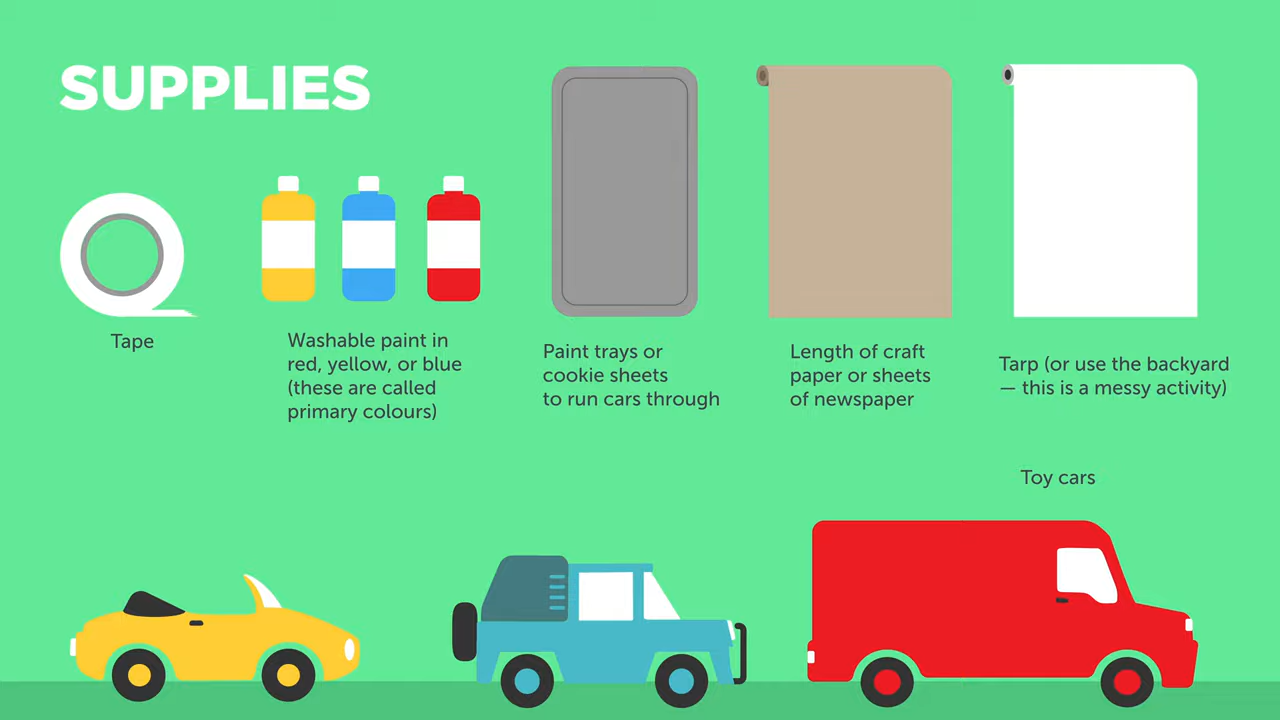 SUPPLIES
Tape
Washable paint in
red, yellow, or blue
(these are called
primary colours)
Paint trays or
cookie sheets
to run cars through
Length of craft
paper or sheets
of newspaper
Tarp (or use the backyard
— this is a messy activity)
Toy cars